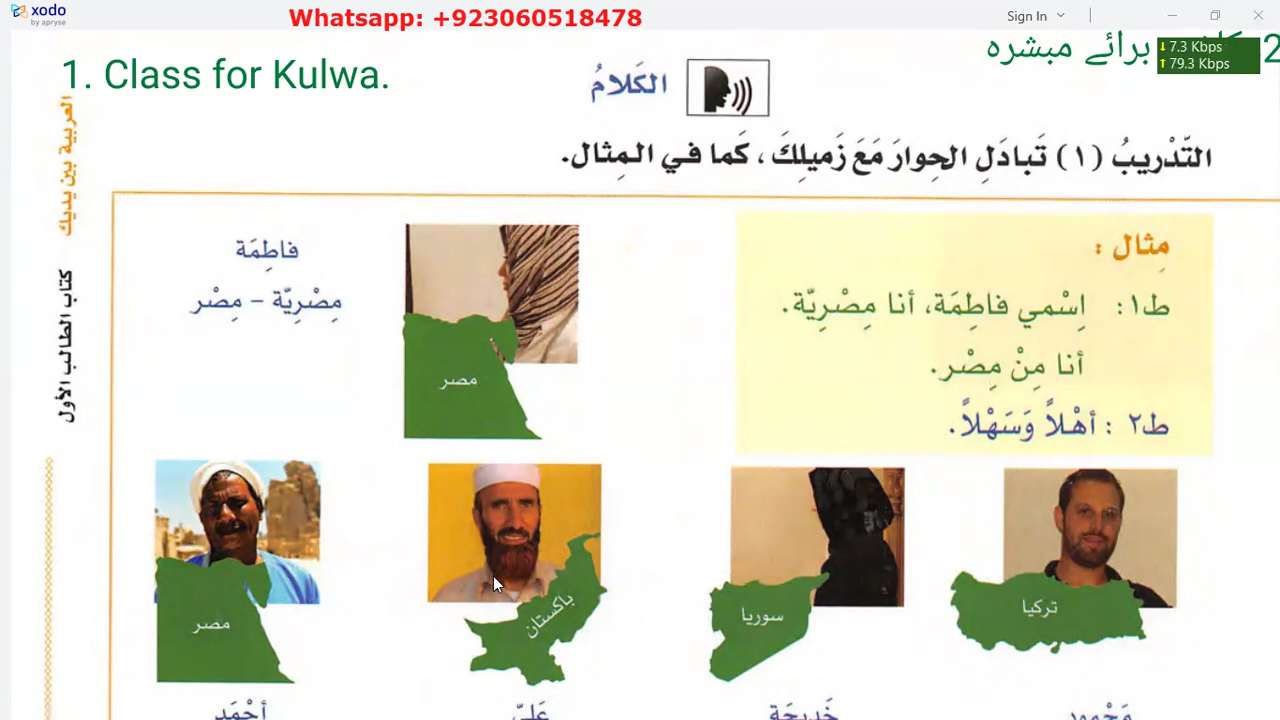 xodo
by apryse
Whatsapp: +923060518478
Sign In
7.3 Kbps
79.3 Kbps
1. Class for Kulwa.
برائے مبشره
الكَلامُ
التّدْريبُ (١) تَبادَلِ الحِوارَ مَعَ زَميلِكَ، كَما في المِثال.
العربية بين يديك
كتاب الطالب الأول
مِثال :
ط١: اِسْمي فاطِمَة، أنا مِصْرِيّة.
أنا مِنْ مِصْر.
ط٢ : أهْلاً وَسَهْلاً.
فاطِمَة
مِصْرِيّة – مِصْر
مصر
تركيا
سوريا
باكستان
مصر
خَديجَة
عَليّ
أحْمَد